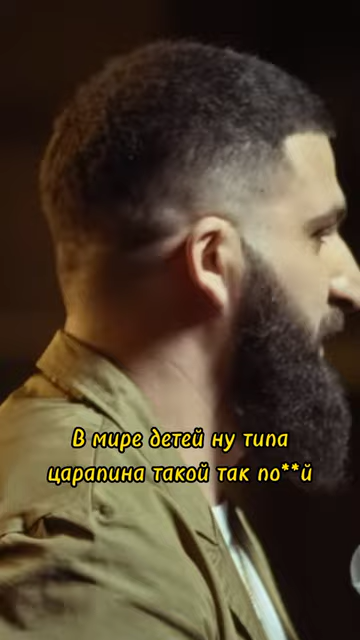 В мире детей ну типа
царапина такой так по**й